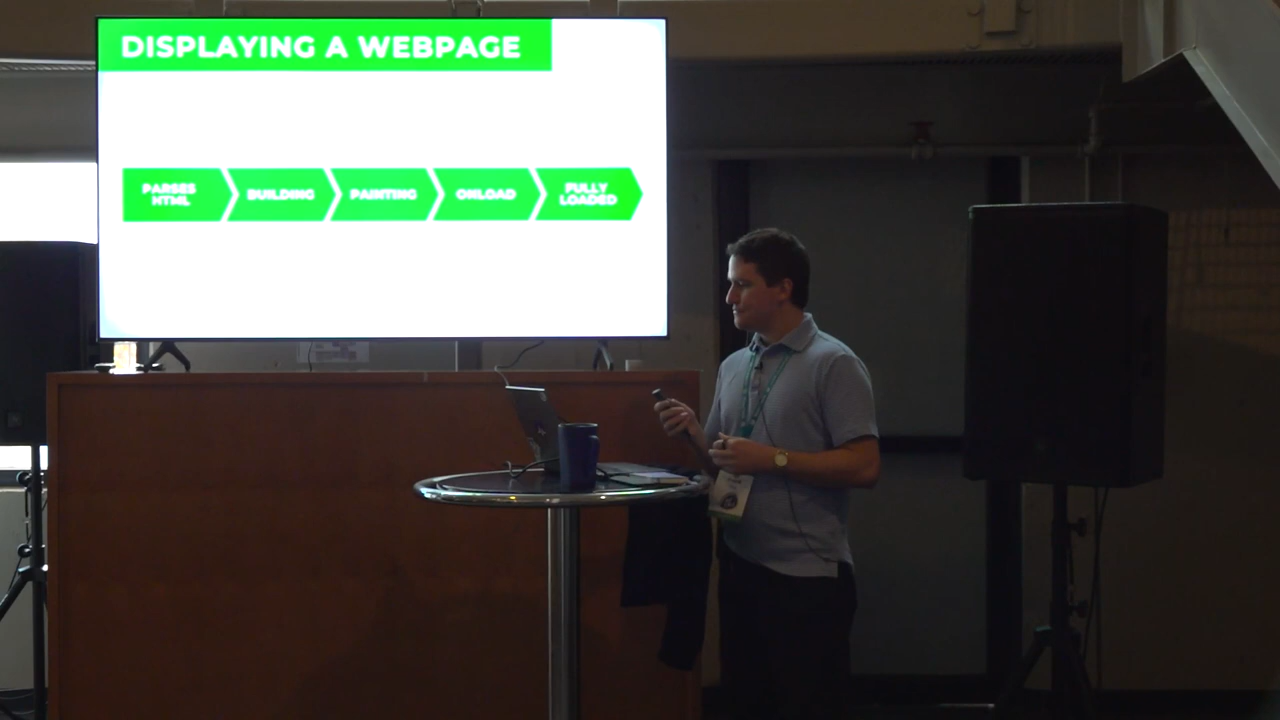 DISPLAYING A WEBPAGE
PARSES
HTML
BUILDING
PAINTING
ONLOAD
FULLY
LOADED